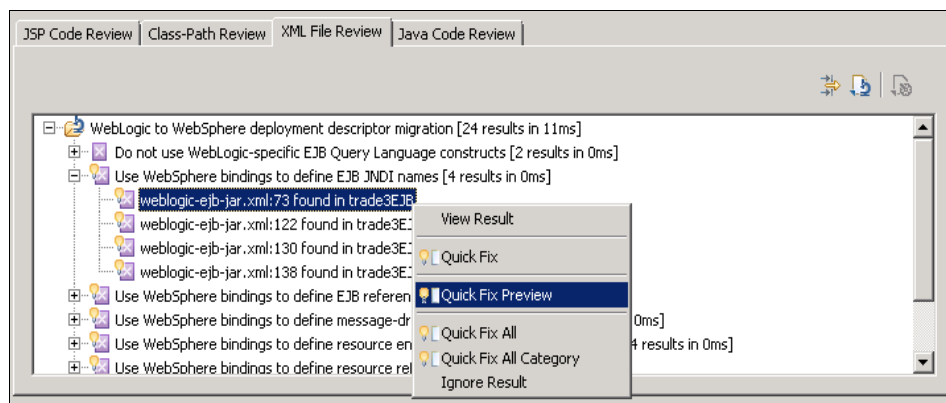 JSP Code Review Class-Path Review XML File Review Java Code Review
WebLogic to WebSphere deployment descriptor migration [24 results in 11ms]
Do not use WebLogic-specific EJB Query Language constructs [2 results in 0ms]
Use WebSphere bindings to define EJB JNDI names [4 results in 0ms]
weblogic-ejb-jar.xml:73 found in trade3EJB
weblogic-ejb-jar.xml:122 found in trade3E
weblogic-ejb-jar.xml:130 found in trade3E
weblogic-ejb-jar.xml:138 found in trade3E
Use WebSphere bindings to define EJB referen
Use WebSphere bindings to define message-dr 0ms]
Use WebSphere bindings to define resource en 4 results in 0ms]
Use WebSphere bindings to define resource re
View Result
Quick Fix
Quick Fix Preview
Quick Fix All
Quick Fix All Category
Ignore Result